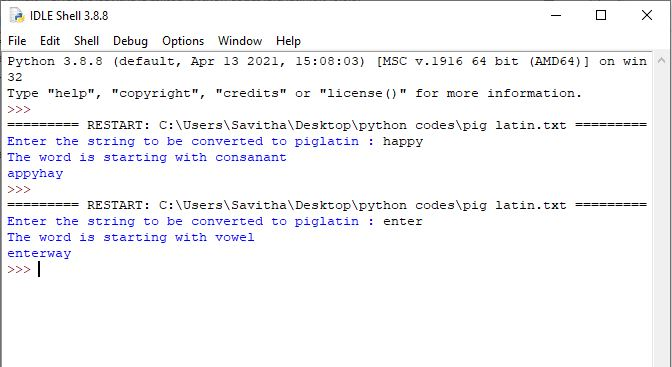 IDLE Shell 3.8.8
File Edit Shell Debug Options Window Help
Python 3.8.8 (default, Apr 13 2021, 15:08:03) [MSC v.1916 64 bit (AMD64)] on win
32
Type "help", "copyright", "credits" or "license()" for more information.
>>>
========= RESTART: C:\Users\Savitha\Desktop\python codes\pig latin.txt =========
Enter the string to be converted to piglatin : happy
The word is starting with consanant
appyhay
>>>
========= RESTART: C:\Users\Savitha\Desktop\python codes\pig latin.txt =========
Enter the string to be converted to piglatin : enter
The word is starting with vowel
enterway
>>>